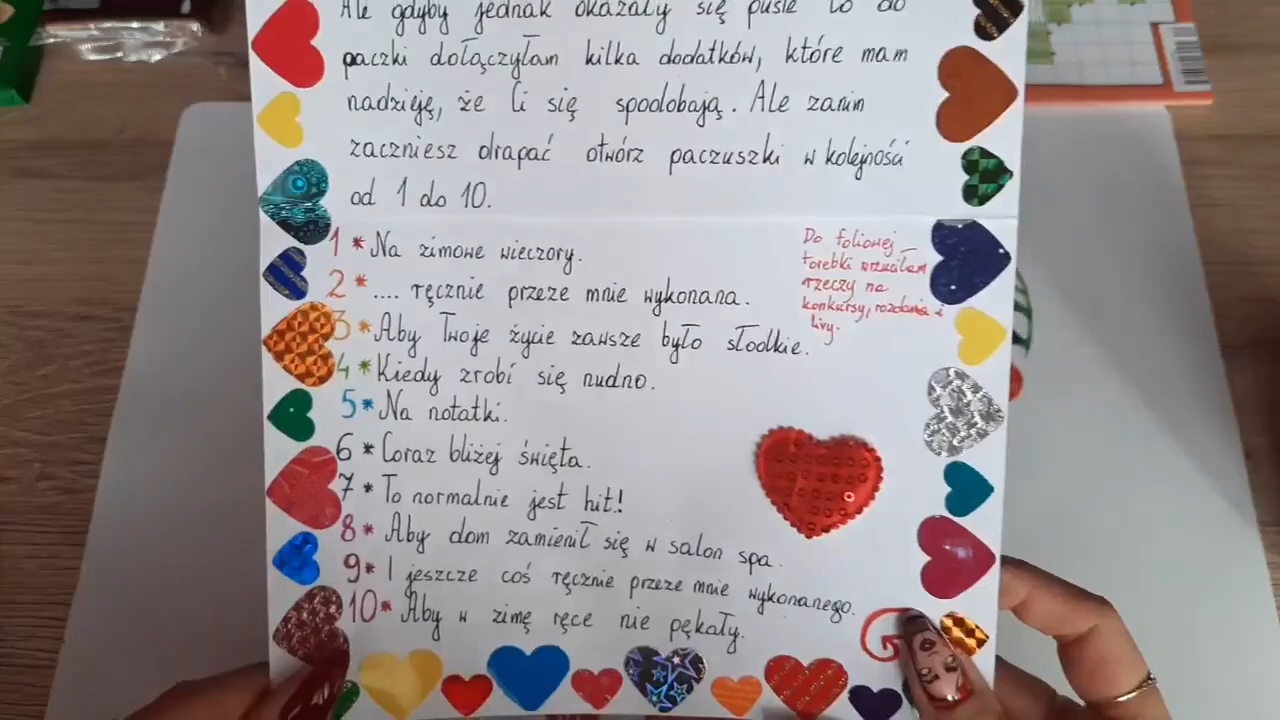 Ale gdyby jednak okazały się puste to do
paczki dołączyłam kilka dodatków, które mam
nadzieję, że Ci się spodobają. Ale zanim
zaczniesz drapać otwórz paczuszki w kolejności
od 1 do 10.
1 * Na zimowe wieczory.
2 * .... ręcznie przeze mnie wykonana.
3 * Aby Twoje życie zawsze było słodkie.
4 * Kiedy zrobi się nudno.
5 * Na notatki.
6 * Coraz bliżej święta.
7 * To normalnie jest hit!
8 * Aby dom zamienił się w salon spa.
9 * I jeszcze coś ręcznie przeze mnie wykonanego.
10 * Aby w zimę ręce nie pękały.
Do foliowej
torebki wrzuciłam
rzeczy na
konkursy, rozdania i
livy.